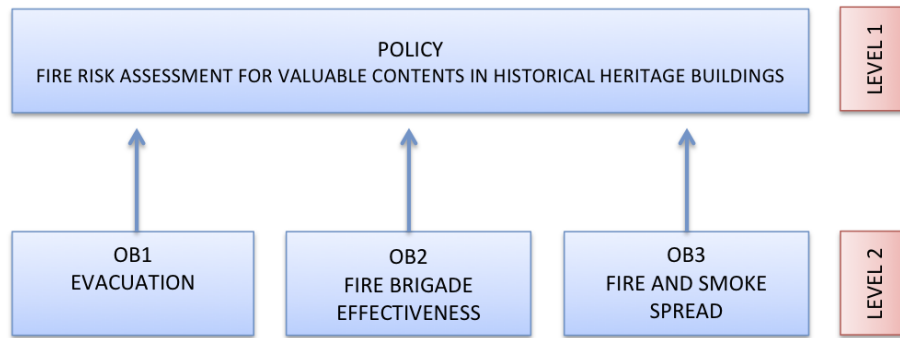 POLICY
FIRE RISK ASSESSMENT FOR VALUABLE CONTENTS IN HISTORICAL HERITAGE BUILDINGS
LEVEL 1
OB1
EVACUATION
OB2
FIRE BRIGADE
EFFECTIVENESS
OB3
FIRE AND SMOKE
SPREAD
LEVEL 2